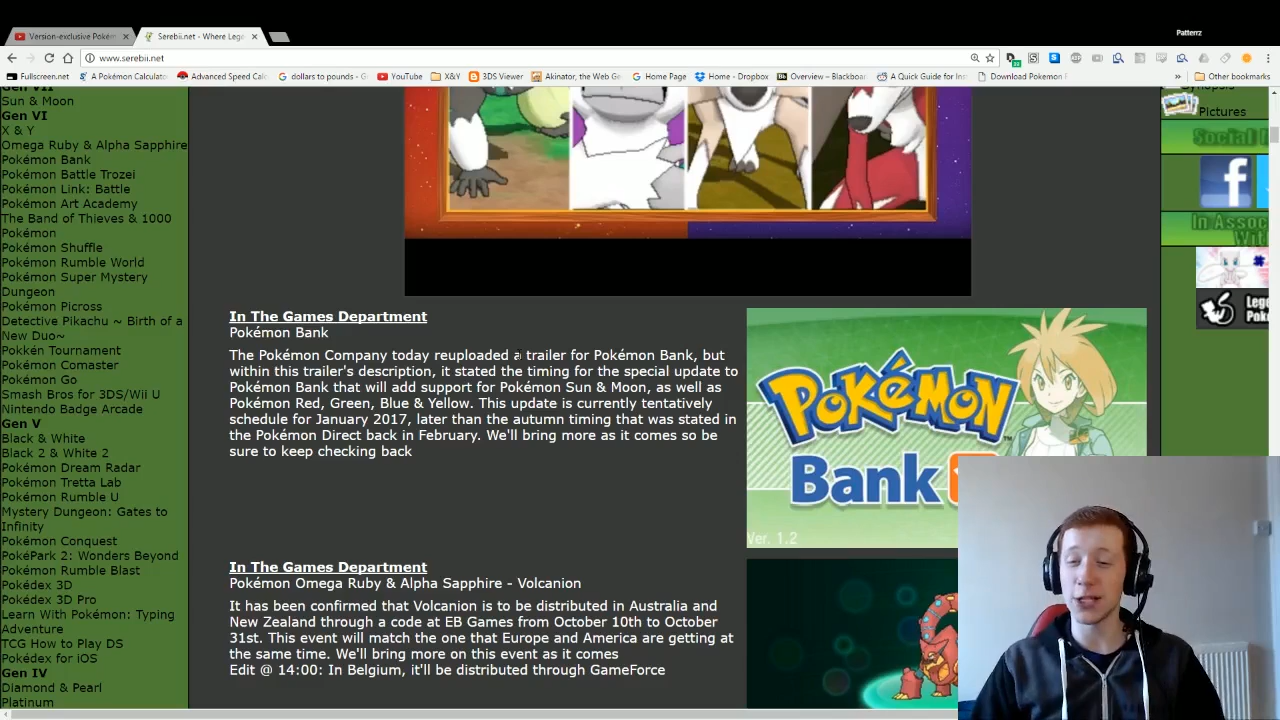 Patterrz
Version-exclusive Pokém
Serebii.net - Where Lege
www.serebii.net
Fullscreen.net
A Pokémon Calculato
Advanced Speed Calc
dollars to pounds - G
YouTube
X&Y
3DS Viewer
Akinator, the Web Ge
Home Page
Home - Dropbox
Overview – Blackboa
A Quick Guide for Ins
Download Pokemon
Other bookmarks
Gen VII
Sun & Moon
Gen VI
X & Y
Omega Ruby & Alpha Sapphire
Pokémon Bank
Pokémon Battle Trozei
Pokémon Link: Battle
Pokémon Art Academy
The Band of Thieves & 1000
Pokémon
Pokémon Shuffle
Pokémon Rumble World
Pokémon Super Mystery
Dungeon
Pokémon Picross
Detective Pikachu ~ Birth of a
New Duo~
Pokkén Tournament
Pokémon Comaster
Pokémon Go
Smash Bros for 3DS/Wii U
Nintendo Badge Arcade
Gen V
Black & White
Black 2 & White 2
Pokémon Dream Radar
Pokémon Tretta Lab
Pokémon Rumble U
Mystery Dungeon: Gates to
Infinity
Pokémon Conquest
PokéPark 2: Wonders Beyond
Pokémon Rumble Blast
Pokédex 3D
Pokédex 3D Pro
Learn With Pokémon: Typing
Adventure
TCG How to Play DS
Pokédex for iOS
Gen IV
Diamond & Pearl
Platinum
In The Games Department
Pokémon Bank
The Pokémon Company today reuploaded a trailer for Pokémon Bank, but
within this trailer's description, it stated the timing for the special update to
Pokémon Bank that will add support for Pokémon Sun & Moon, as well as
Pokémon Red, Green, Blue & Yellow. This update is currently tentatively
schedule for January 2017, later than the autumn timing that was stated in
the Pokémon Direct back in February. We'll bring more as it comes so be
sure to keep checking back
POKéMON
Bank
Ver. 1.2
In The Games Department
Pokémon Omega Ruby & Alpha Sapphire - Volcanion
It has been confirmed that Volcanion is to be distributed in Australia and
New Zealand through a code at EB Games from October 10th to October
31st. This event will match the one that Europe and America are getting at
the same time. We'll bring more on this event as it comes
Edit @ 14:00: In Belgium, it'll be distributed through GameForce
Synopsis
Pictures
Social
In Assoc
Wit
Lege
Pok